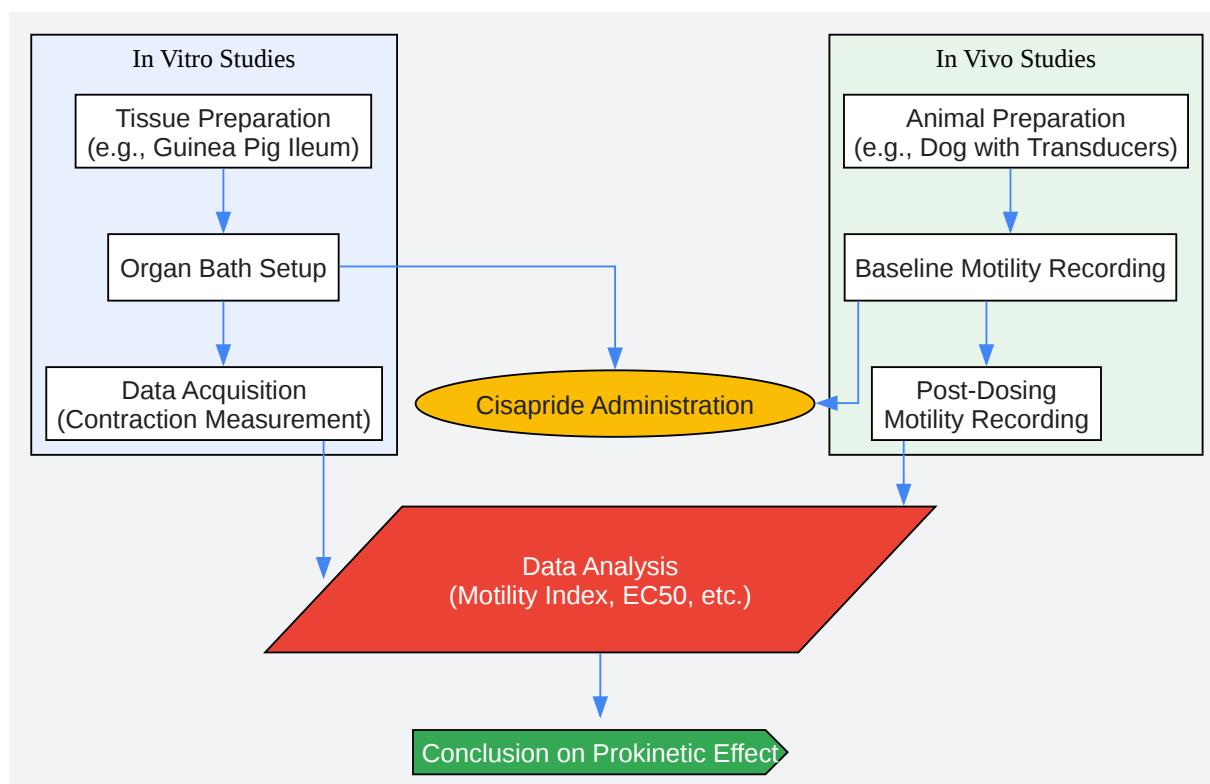 In Vitro Studies
Tissue Preparation
(e.g., Guinea Pig Ileum)
Organ Bath Setup
Data Acquisition
(Contraction Measurement)
In Vivo Studies
Animal Preparation
(e.g., Dog with Transducers)
Baseline Motility Recording
Post-Dosing
Motility Recording
Cisapride Administration
Data Analysis
(Motility Index, EC50, etc.)
Conclusion on Prokinetic Effect